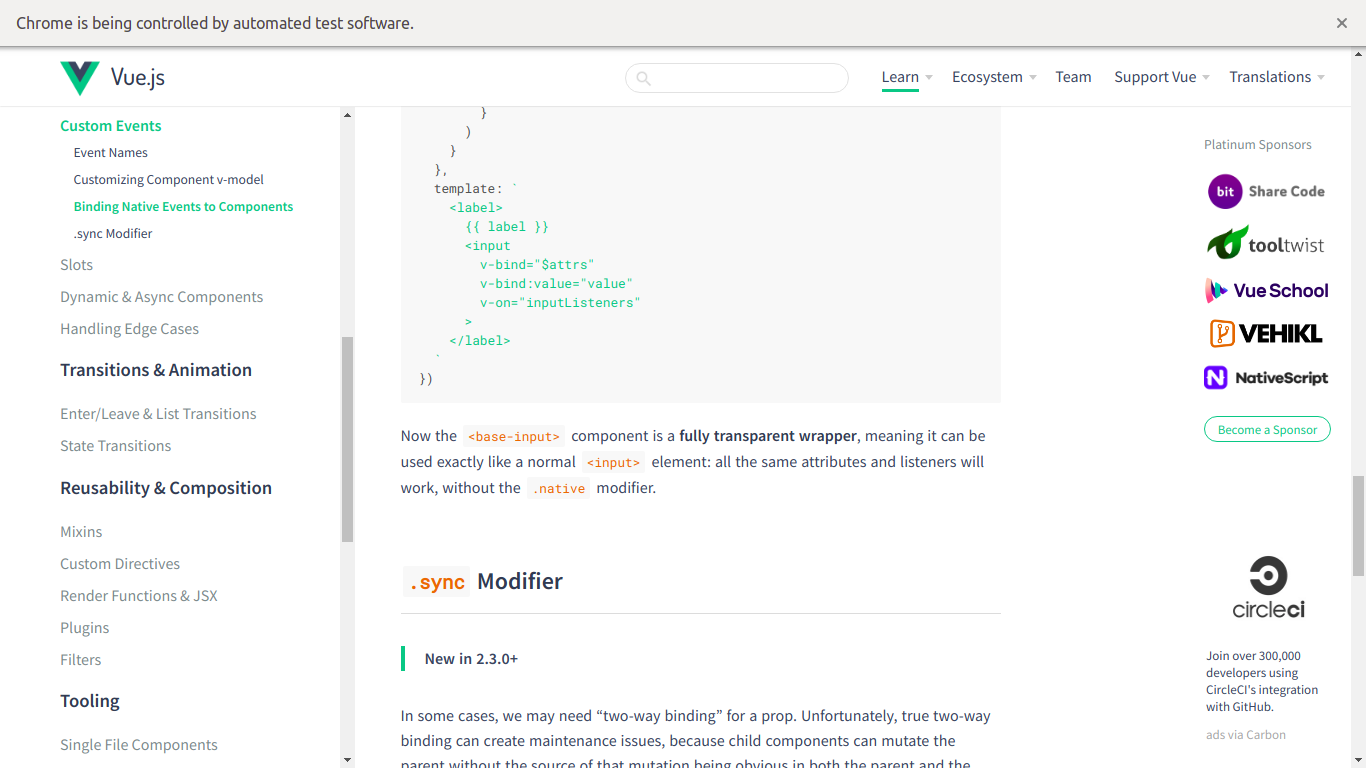 Chrome is being controlled by automated test software.
Vue.js
Learn
Ecosystem
Team
Support Vue
Translations
Custom Events
Event Names
Customizing Component v-model
Binding Native Events to Components
.sync Modifier
Slots
Dynamic & Async Components
Handling Edge Cases
Transitions & Animation
Enter/Leave & List Transitions
State Transitions
Reusability & Composition
Mixins
Custom Directives
Render Functions & JSX
Plugins
Filters
Tooling
Single File Components
}
)
}
},
template: `
<label>
{{ label }}
<input
v-bind="$attrs"
v-bind:value="value"
v-on="inputListeners"
>
</label>
`
})
Now the <base-input> component is a fully transparent wrapper, meaning it can be
used exactly like a normal <input> element: all the same attributes and listeners will
work, without the .native modifier.
.sync Modifier
New in 2.3.0+
In some cases, we may need “two-way binding” for a prop. Unfortunately, true two-way
binding can create maintenance issues, because child components can mutate the
parent without the source of that mutation being obvious in both the parent and the
Platinum Sponsors
bit Share Code
tooltwist
Vue School
VEHIKL
N NativeScript
Become a Sponsor
circleci
Join over 300,000
developers using
CircleCI's integration
with GitHub.
ads via Carbon